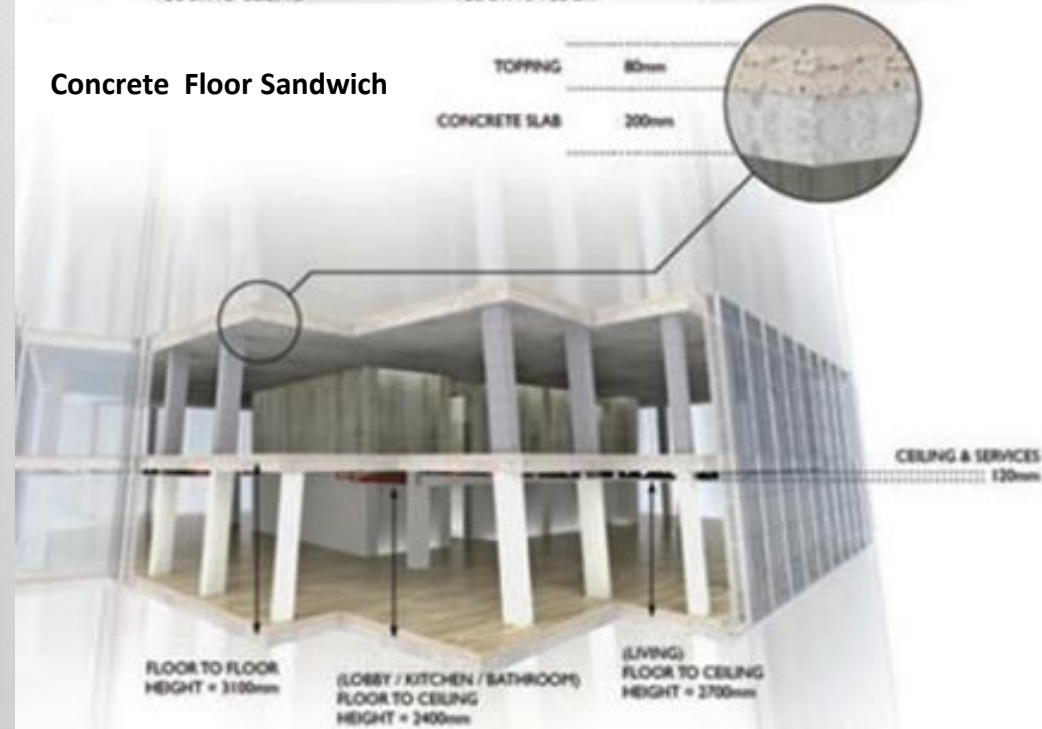 Concrete Floor Sandwich
TOPPING 80mm
CONCRETE SLAB 200mm
CEILING & SERVICES
120mm
FLOOR TO FLOOR
HEIGHT = 3100mm
(LOBBY / KITCHEN / BATHROOM)
FLOOR TO CEILING
HEIGHT = 2400mm
(LIVING)
FLOOR TO CEILING
HEIGHT = 2700mm